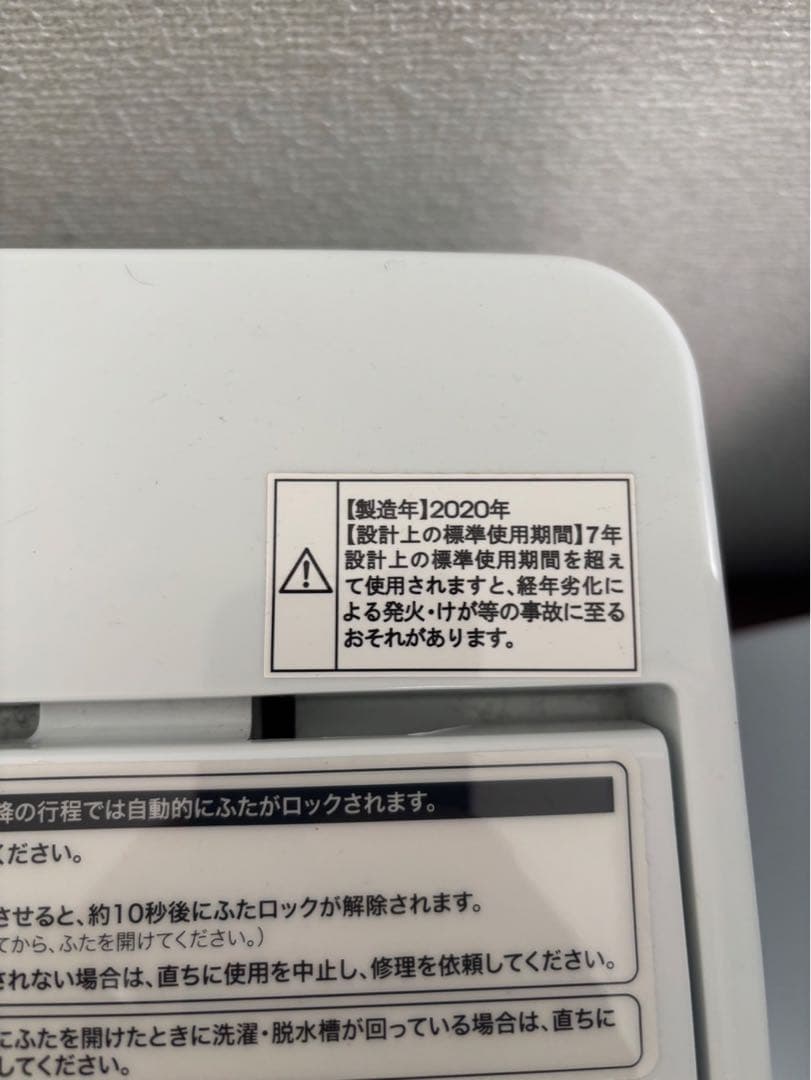 【製造年】2020年
【設計上の標準使用期間】7年
設計上の標準使用期間を超え
て使用されますと、経年劣化に
よる発火・けが等の事故に至る
おそれがあります。
降の行程では自動的にふたがロックされます。
ください。
させると、約10秒後にふたロックが解除されます。
てから、ふたを開けてください。)
されない場合は、直ちに使用を中止し、修理を依頼してください。
にふたを開けたときに洗濯・脱水槽が回っている場合は、直ちに
してください。